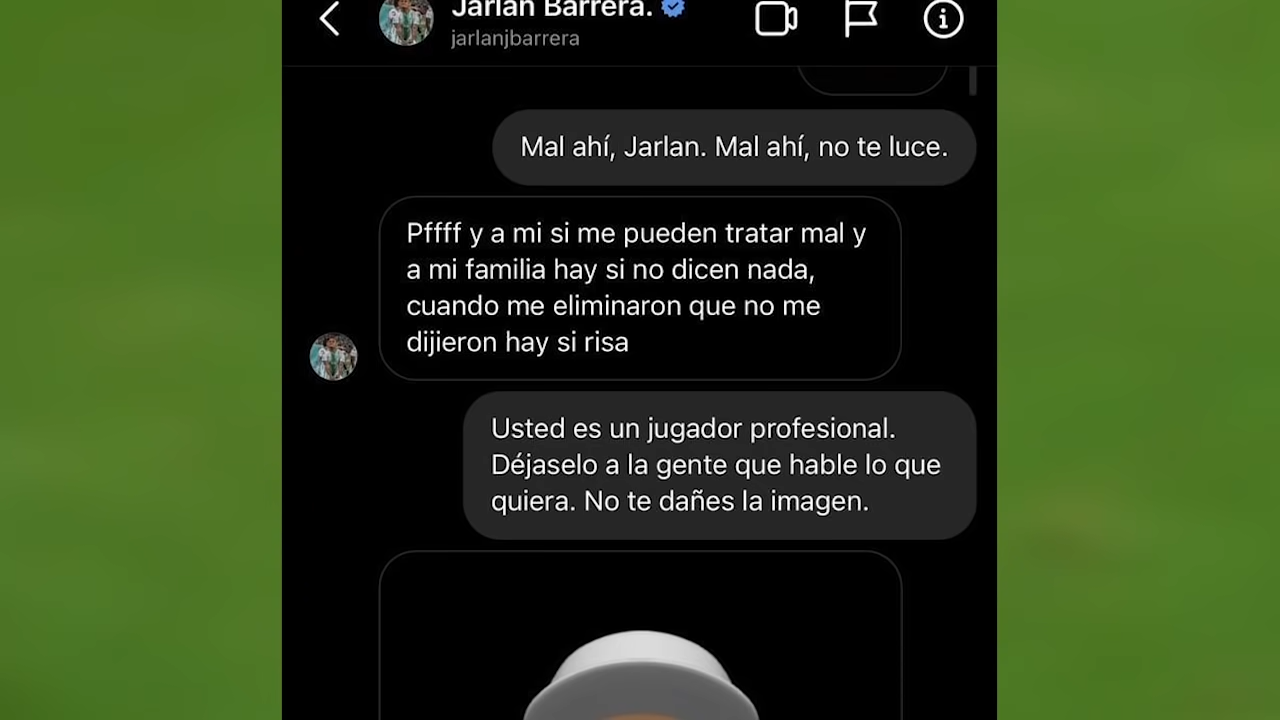 Jarlan Barrera.
jarlanjbarrera
Mal ahí, Jarlan. Mal ahí, no te luce.
Pffff y a mi si me pueden tratar mal y
a mi familia hay si no dicen nada,
cuando me eliminaron que no me
dijieron hay si risa
Usted es un jugador profesional.
Déjaselo a la gente que hable lo que
quiera. No te dañes la imagen.